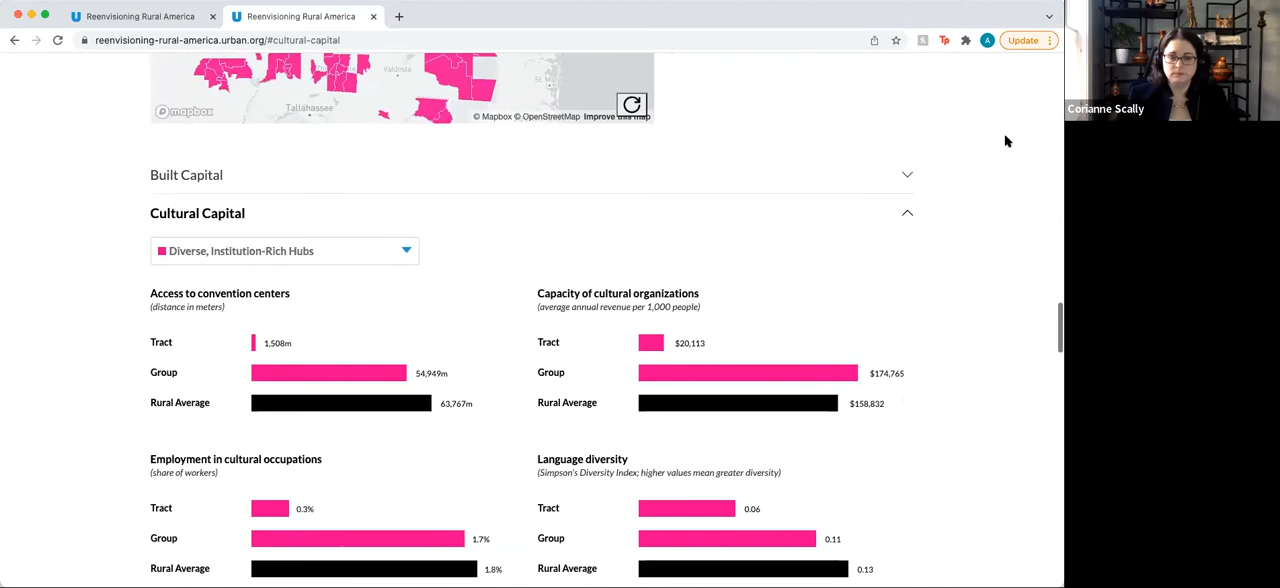 Reenvisioning Rural America
Reenvisioning Rural America
reenvisioning-rural-america.urban.org/#cultural-capital
A
Update
Corianne Scally
Valdosta
Tallahassee
mapbox
© Mapbox © OpenStreetMap Improve this map
Built Capital
Cultural Capital
Diverse, Institution-Rich Hubs
Access to convention centers
(distance in meters)
Tract 1,508m
Group 54,949m
Rural Average 63,767m
Capacity of cultural organizations
(average annual revenue per 1,000 people)
Tract $20,113
Group $174,765
Rural Average $158,832
Employment in cultural occupations
(share of workers)
Tract 0.3%
Group 1.7%
Rural Average 1.8%
Language diversity
(Simpson's Diversity Index; higher values mean greater diversity)
Tract 0.06
Group 0.11
Rural Average 0.13